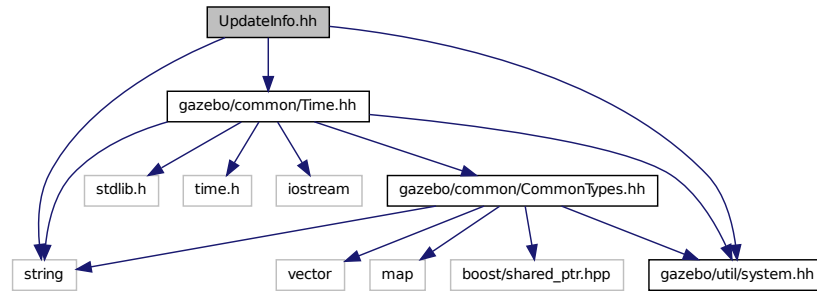 UpdateInfo.hh
gazebo/common/Time.hh
stdlib.h
time.h
iostream
gazebo/common/CommonTypes.hh
string
vector
map
boost/shared_ptr.hpp
gazebo/util/system.hh